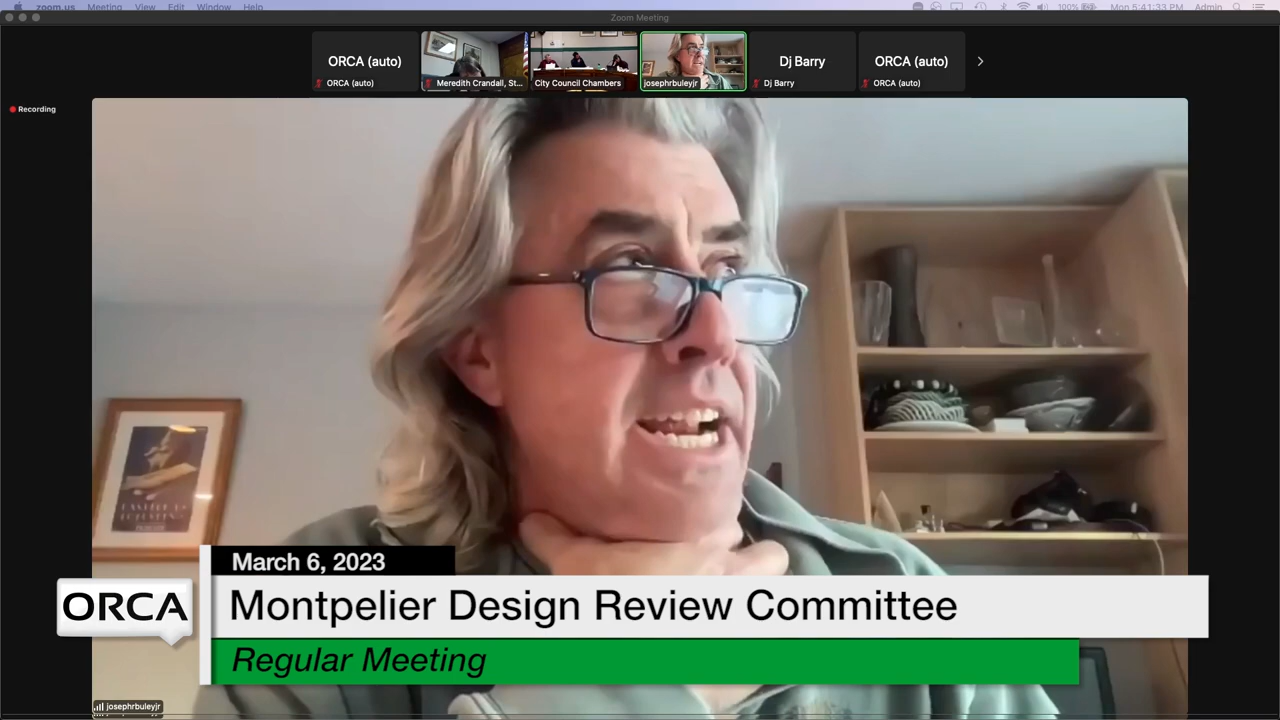 zoom.us Meeting View Edit Window Help 100% Mon 5:41:33 PM Admin
Zoom Meeting
ORCA (auto)
ORCA (auto)
Meredith Crandall, St...
City Council Chambers
josephrbuleyjr
Dj Barry
Dj Barry
ORCA (auto)
ORCA (auto)
Recording
March 6, 2023
ORCA
Montpelier Design Review Committee
Regular Meeting
josephrbuleyjr